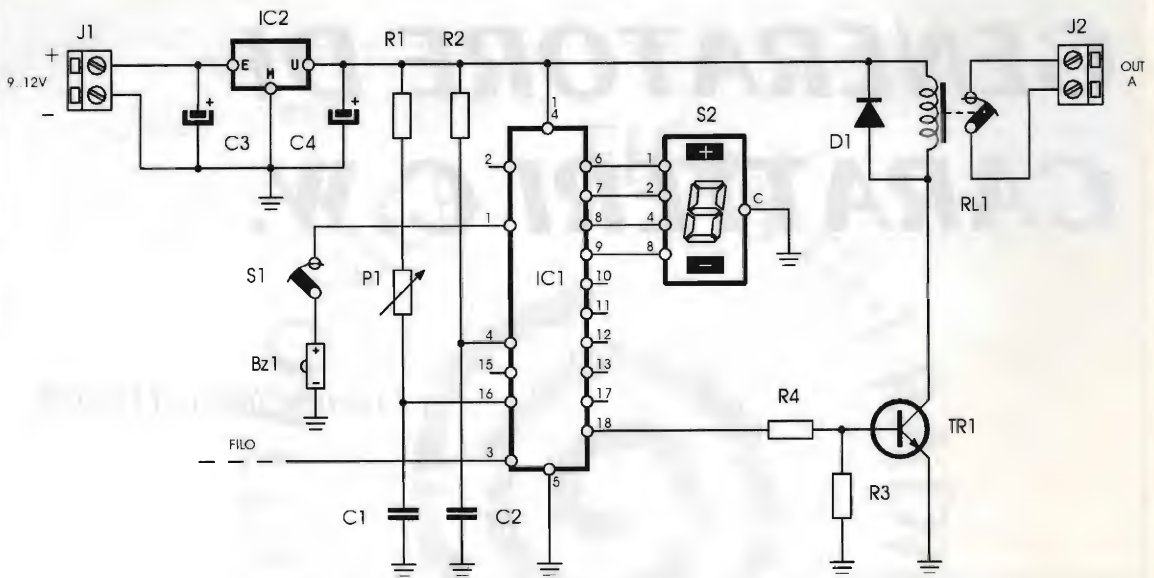 J1
IC2
R1
R2
J2
+
9..12V
−
E
M
U
+
C3
+
C4
14
OUT
A
D1
RL1
S2
+
−
C
2
1
4
15
16
3
5
IC1
6
7
8
9
10
11
12
13
17
18
1
2
4
8
S1
P1
Bz1
+
-
FILO
C1
C2
R4
R3
TR1